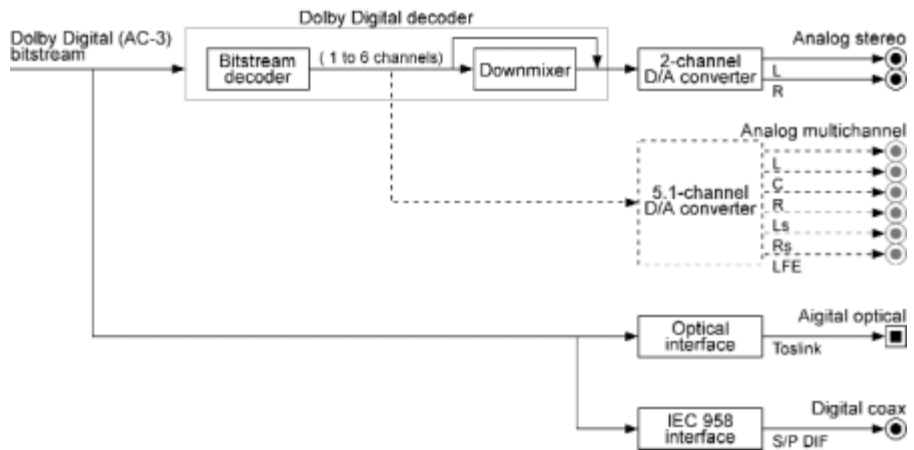 Dolby Digital decoder
Dolby Digital (AC-3)
bitstream
Bitstream
decoder
( 1 to 6 channels)
Downmixer
2-channel
D/A converter
Analog stereo
L
R
Analog multichannel
5.1-channel
D/A converter
L
C
R
Ls
Rs
LFE
Optical
interface
Aigital optical
Toslink
IEC 958
interface
Digital coax
S/P DIF